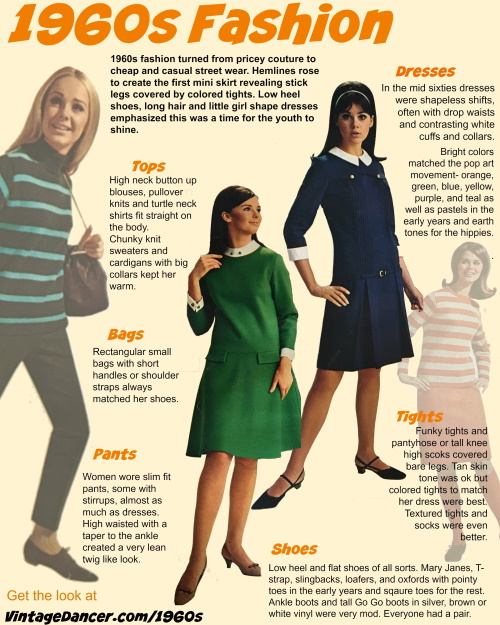 1960s Fashion
1960s fashion turned from pricey couture to
cheap and casual street wear. Hemlines rose
to create the first mini skirt revealing stick
legs covered by colored tights. Low heel
shoes, long hair and little girl shape dresses
emphasized this was a time for the youth to
shine.
Dresses
In the mid sixties dresses
were shapeless shifts,
often with drop waists
and contrasting white
cuffs and collars.
Bright colors
matched the pop art
movement- orange,
green, blue, yellow,
purple, and teal as
well as pastels in the
early years and earth
tones for the hippies.
.
Tops
High neck button up
blouses, pullover
knits and turtle neck
shirts fit straight on
the body.
Chunky knit
sweaters and
cardigans with big
collars kept her
warm.
Bags
Rectangular small
bags with short
handles or shoulder
straps always
matched her shoes.
Tights
Funky tights and
pantyhose or tall knee
high scoks covered
bare legs. Tan skin
tone was ok but
colored tights to match
her dress were best.
Textured tights and
socks were even
better.
Pants
Women wore slim fit
pants, some with
stirrups, almost as
much as dresses.
High waisted with a
taper to the ankle
created a very lean
twig like look.
Shoes
Low heel and flat shoes of all sorts. Mary Janes, T-
strap, slingbacks, loafers, and oxfords with pointy
toes in the early years and sqaure toes for the rest.
Ankle boots and tall Go Go boots in silver, brown or
white vinyl were very mod. Everyone had a pair.
Get the look at
VintageDancer.com/1960s